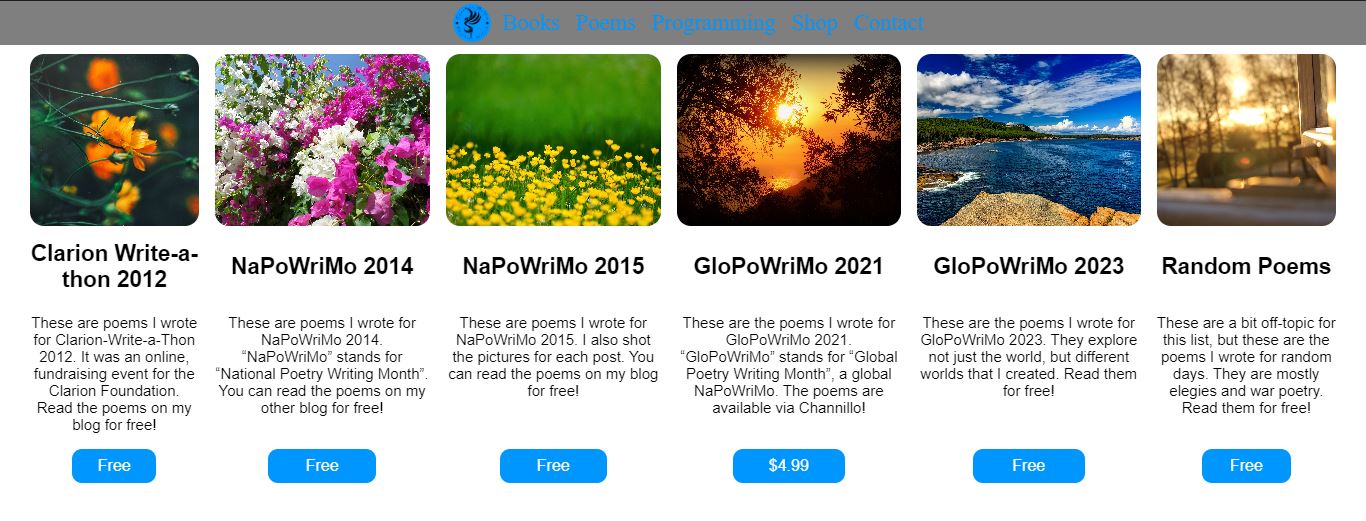 Books Poems Programming Shop Contact
Clarion Write-a-
thon 2012
These are poems I wrote
for Clarion-Write-a-Thon
2012. It was an online,
fundraising event for the
Clarion Foundation.
Read the poems on my
blog for free!
Free
NaPoWriMo 2014
These are poems I wrote for
NaPoWriMo 2014.
“NaPoWriMo” stands for
“National Poetry Writing Month”.
You can read the poems on my
other blog for free!
Free
NaPoWriMo 2015
These are poems I wrote for
NaPoWriMo 2015. I also shot
the pictures for each post. You
can read the poems on my blog
for free!
Free
GloPoWriMo 2021
These are the poems I wrote for
GloPoWriMo 2021.
“GloPoWriMo” stands for “Global
Poetry Writing Month”, a global
NaPoWriMo. The poems are
available via Channillo!
$4.99
GloPoWriMo 2023
These are the poems I wrote for
GloPoWriMo 2023. They explore
not just the world, but different
worlds that I created. Read them
for free!
Free
Random Poems
These are a bit off-topic for
this list, but these are the
poems I wrote for random
days. They are mostly
elegies and war poetry.
Read them for free!
Free